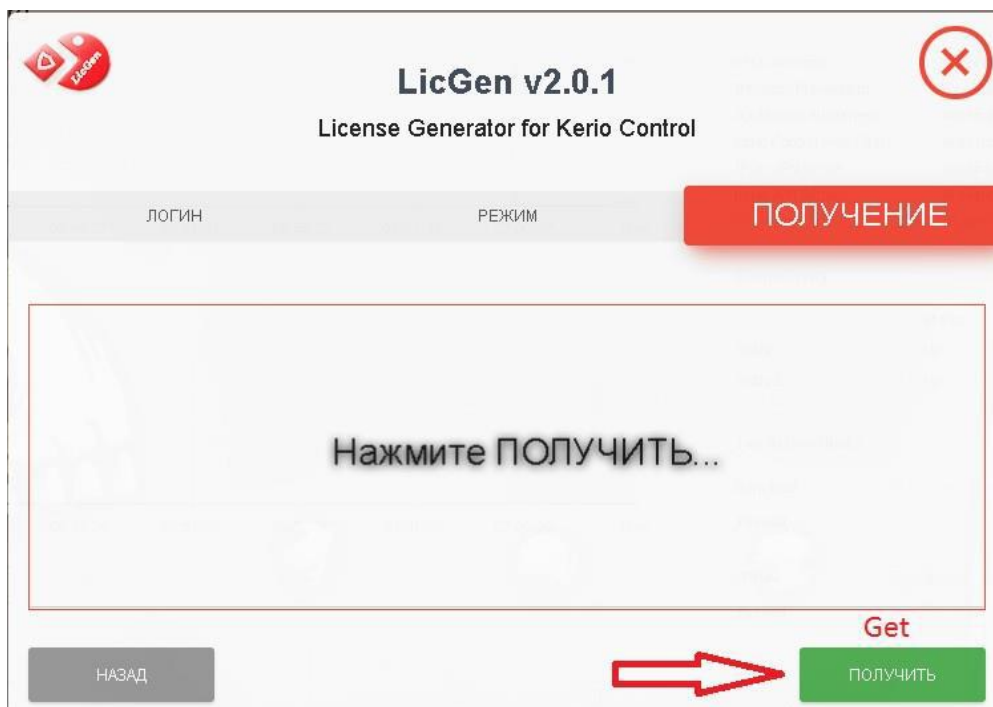 LicGen
LicGen v2.0.1
License Generator for Kerio Control
ЛОГИН
РЕЖИМ
ПОЛУЧЕНИЕ
Нажмите ПОЛУЧИТЬ...
Get
НАЗАД
ПОЛУЧИТЬ